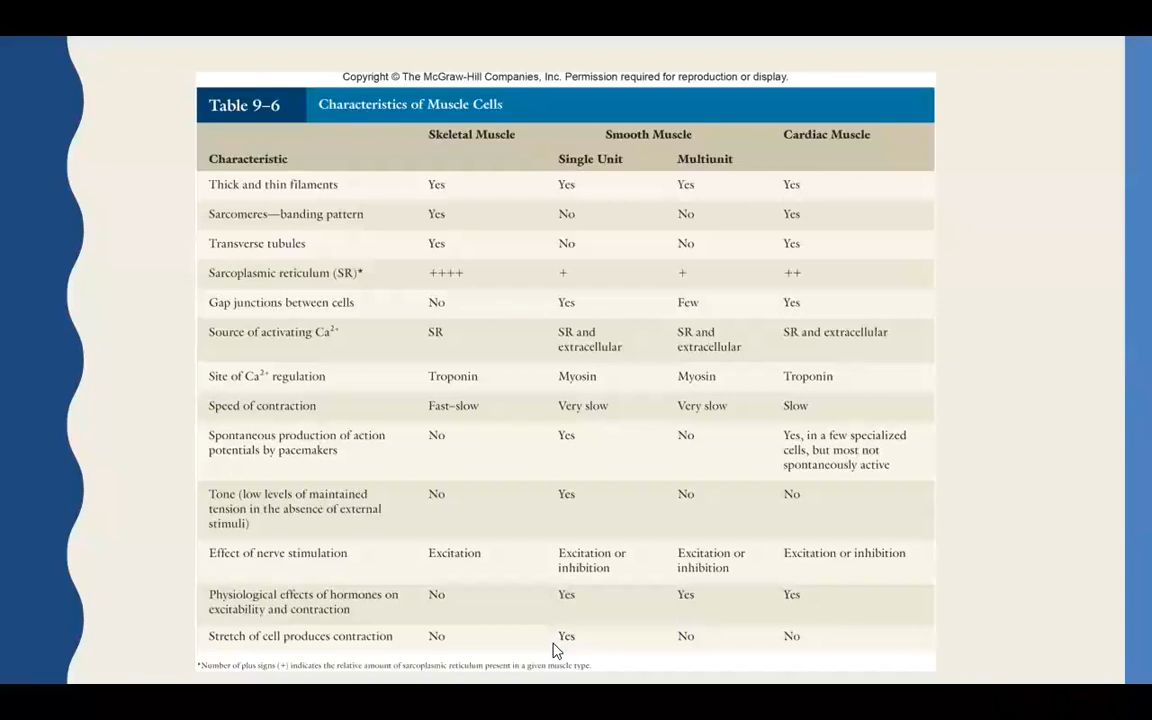 Copyright © The McGraw-Hill Companies, Inc. Permission required for reproduction or display.
Table 9–6 Characteristics of Muscle Cells
Skeletal Muscle Smooth Muscle Cardiac Muscle
Characteristic Single Unit Multiunit
Thick and thin filaments Yes Yes Yes Yes
Sarcomeres—banding pattern Yes No No Yes
Transverse tubules Yes No No Yes
Sarcoplasmic reticulum (SR)* ++++ + + ++
Gap junctions between cells No Yes Few Yes
Source of activating Ca²⁺ SR SR and SR and SR and extracellular
extracellular extracellular
Site of Ca²⁺ regulation Troponin Myosin Myosin Troponin
Speed of contraction Fast–slow Very slow Very slow Slow
Spontaneous production of action No Yes No Yes, in a few specialized
potentials by pacemakers cells, but most not
spontaneously active
Tone (low levels of maintained No Yes No No
tension in the absence of external
stimuli)
Effect of nerve stimulation Excitation Excitation or Excitation or Excitation or inhibition
inhibition inhibition
Physiological effects of hormones on No Yes Yes Yes
excitability and contraction
Stretch of cell produces contraction No Yes No No
*Number of plus signs (+) indicates the relative amount of sarcoplasmic reticulum present in a given muscle type.